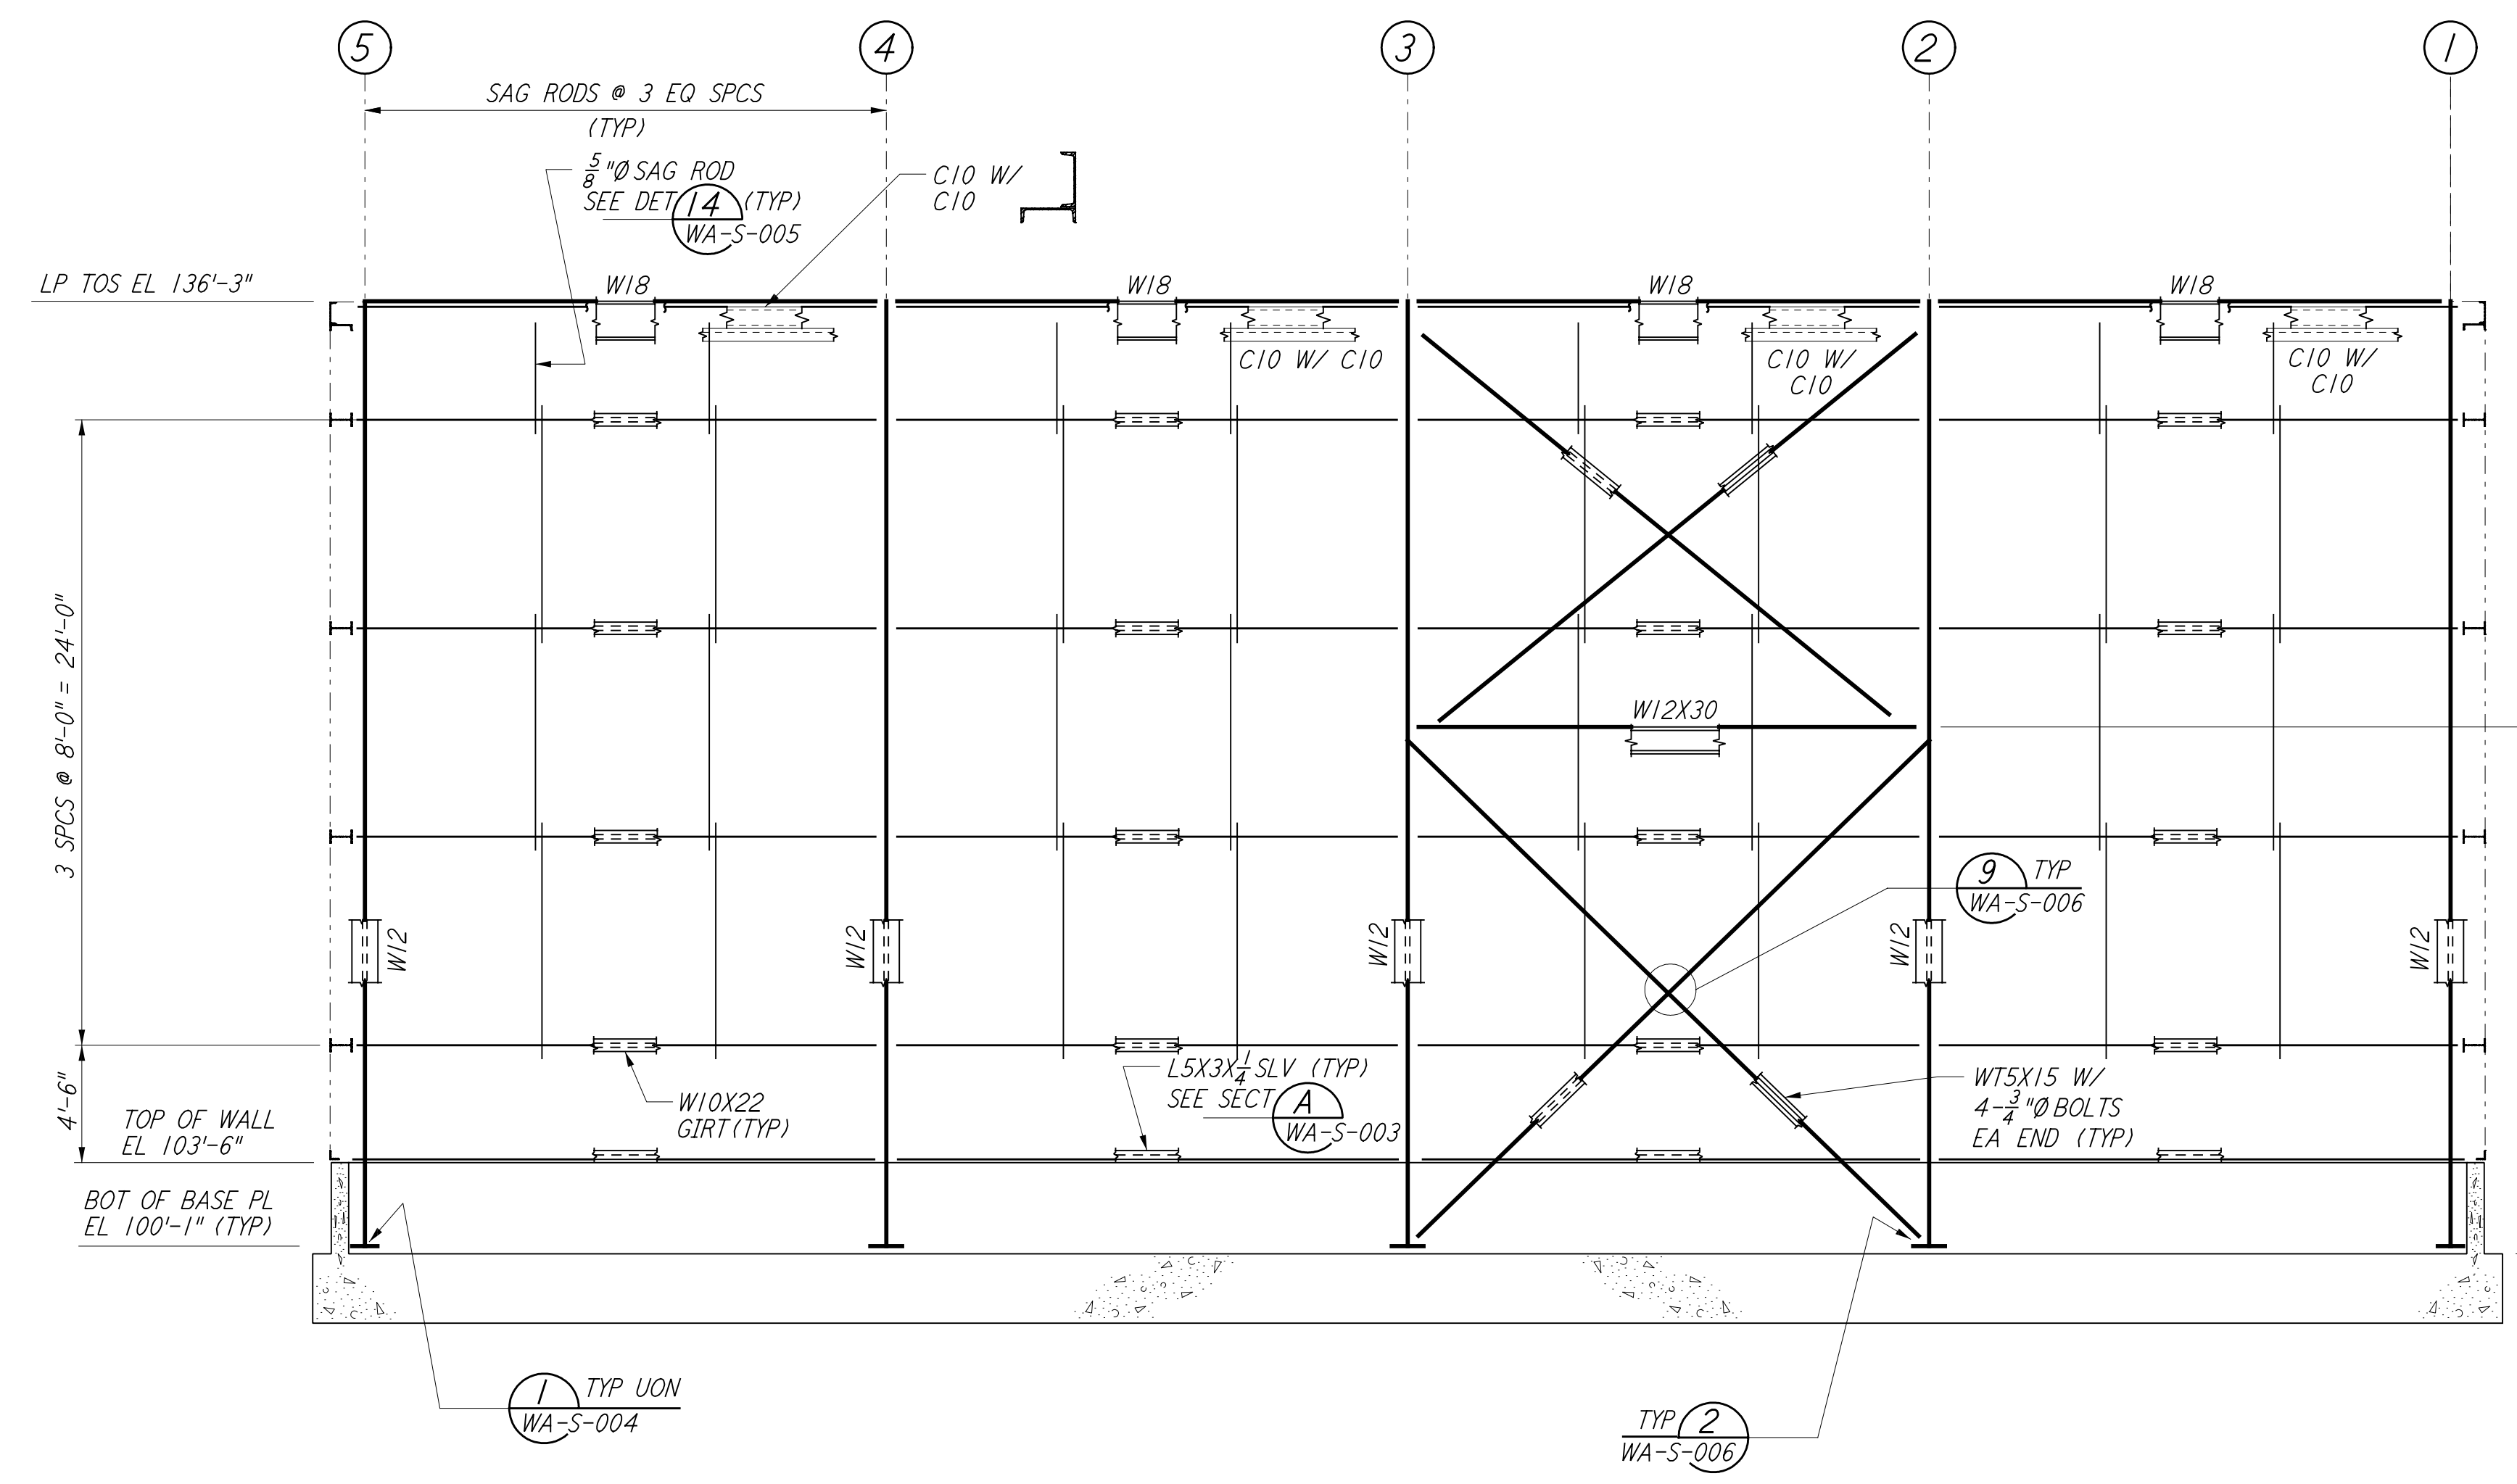 5
4
3
2
1
SAG RODS @ 3 EQ SPCS
(TYP)
5/8"Ø SAG ROD
SEE DET 14 (TYP)
WA-S-005
C10 W/
C10
LP TOS EL 136'-3"
W18
W18
W18
W18
C10 W/ C10
C10 W/
C10
C10 W/
C10
3 SPCS @ 8'-0" = 24'-0"
W12X30
9 TYP
WA-S-006
W12
W12
W12
W12
W12
4'-6"
W10X22
GIRT (TYP)
L5X3X1/4 SLV (TYP)
SEE SECT A
WA-S-003
WT5X15 W/
4-3/4"Ø BOLTS
EA END (TYP)
TOP OF WALL
EL 103'-6"
BOT OF BASE PL
EL 100'-1" (TYP)
1 TYP UON
WA-S-004
TYP 2
WA-S-006